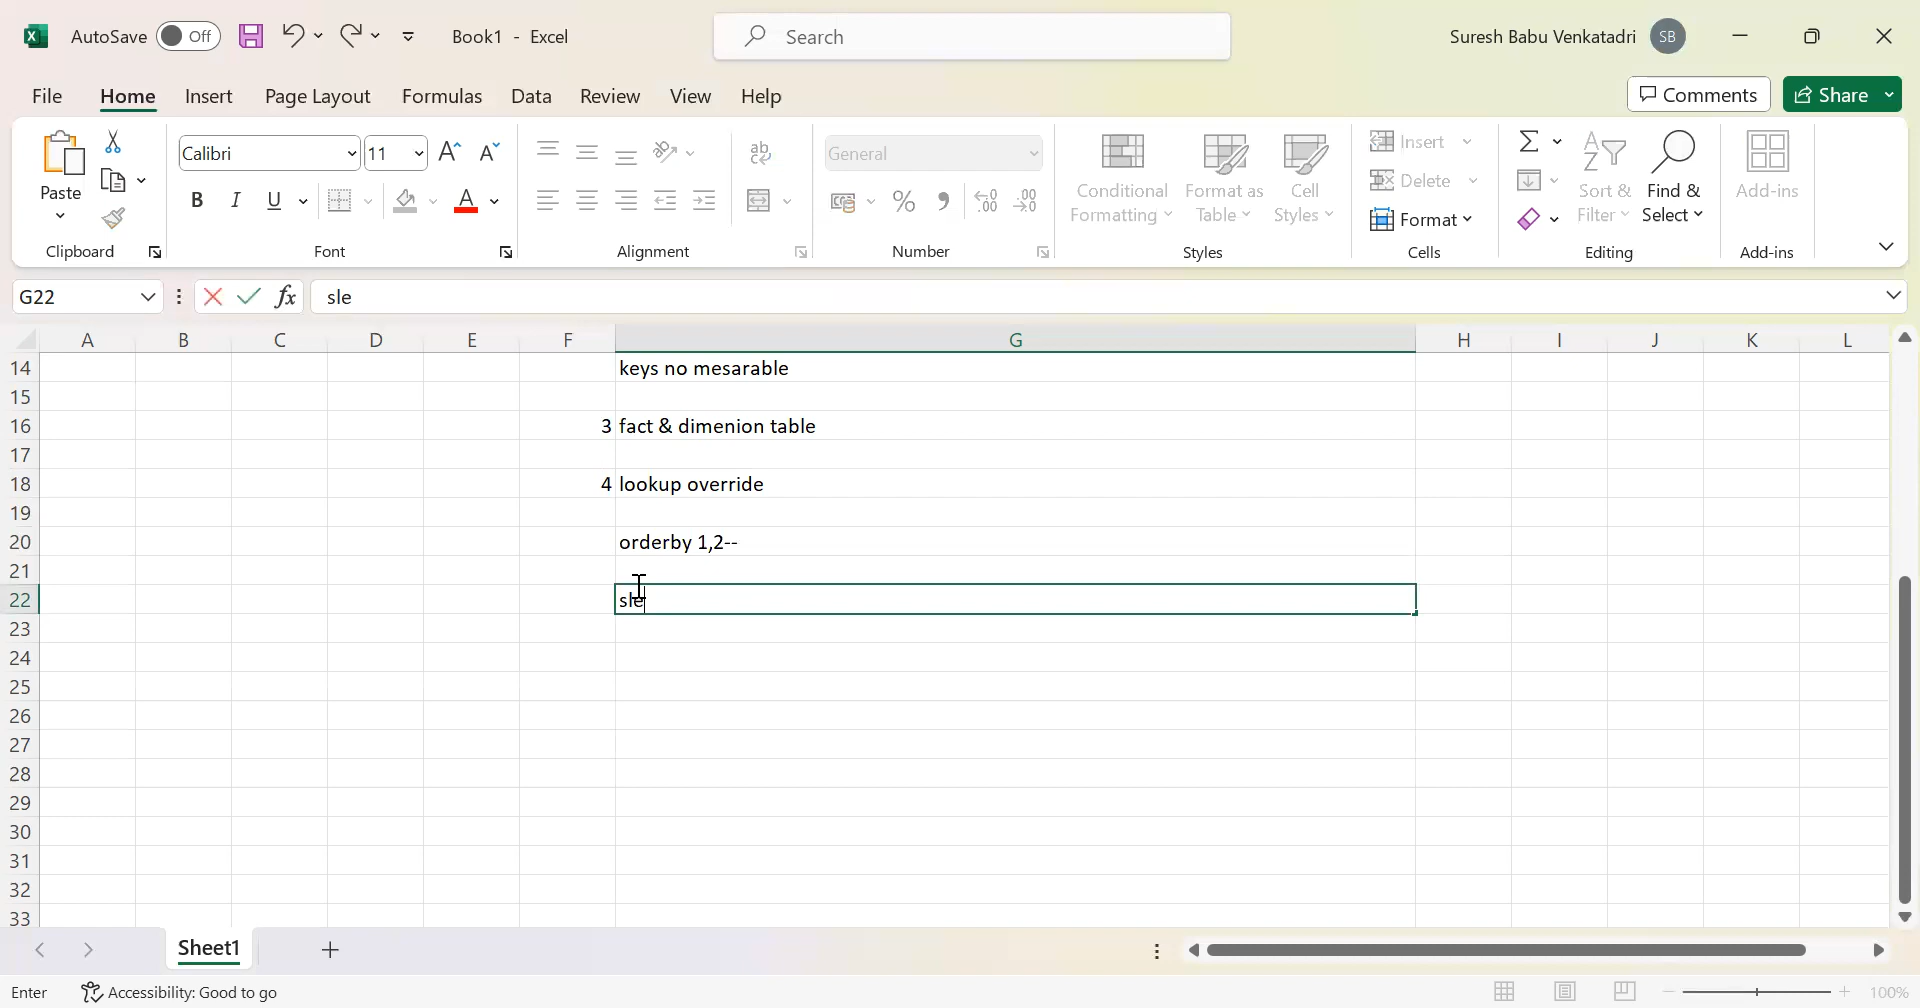 AutoSave Off Book1 - Excel Search Suresh Babu Venkatadri SB
File Home Insert Page Layout Formulas Data Review View Help Comments Share
Paste
Clipboard
Calibri 11
B I U A
Font
ab
Alignment
General
% 9
Number
Conditional Formatting
Format as Table
Cell Styles
Styles
Insert
Delete
Format
Cells
Sort & Filter
Find & Select
Editing
Add-ins
Add-ins
G22 fx sle
A B C D E F G H I J K L
14 keys no mesarable
15
16 3 fact & dimenion table
17
18 4 lookup override
19
20 orderby 1,2--
21
22 sle
23
24
25
26
27
28
29
30
31
32
33
Sheet1
Enter Accessibility: Good to go 100%